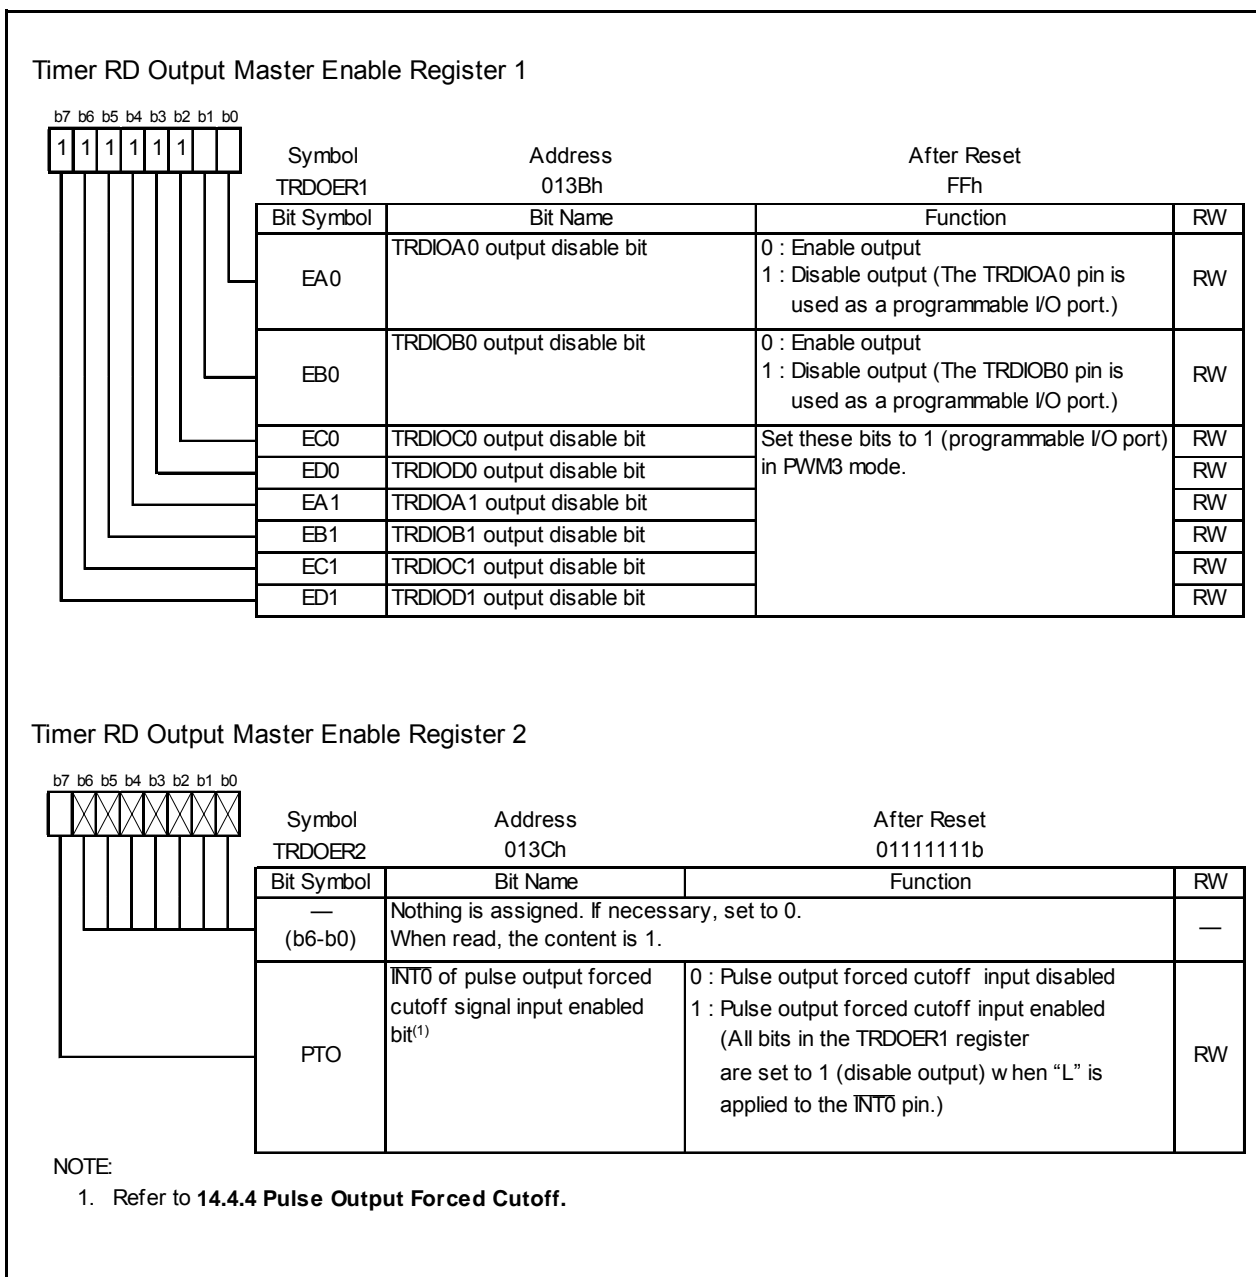 Timer RD Output Master Enable Register 1
b7 b6 b5 b4 b3 b2 b1 b0
1 1 1 1 1 1
Symbol Address After Reset
TRDOER1 013Bh FFh
Bit Symbol Bit Name Function RW
EA0 TRDIOA0 output disable bit 0 : Enable output
1 : Disable output (The TRDIOA0 pin is
used as a programmable I/O port.) RW
EB0 TRDIOB0 output disable bit 0 : Enable output
1 : Disable output (The TRDIOB0 pin is
used as a programmable I/O port.) RW
EC0 TRDIOC0 output disable bit Set these bits to 1 (programmable I/O port) RW
ED0 TRDIOD0 output disable bit in PWM3 mode. RW
EA1 TRDIOA1 output disable bit RW
EB1 TRDIOB1 output disable bit RW
EC1 TRDIOC1 output disable bit RW
ED1 TRDIOD1 output disable bit RW
Timer RD Output Master Enable Register 2
b7 b6 b5 b4 b3 b2 b1 b0
Symbol Address After Reset
TRDOER2 013Ch 01111111b
Bit Symbol Bit Name Function RW
— Nothing is assigned. If necessary, set to 0.
(b6-b0) When read, the content is 1. —
INT0 of pulse output forced 0 : Pulse output forced cutoff input disabled
cutoff signal input enabled 1 : Pulse output forced cutoff input enabled
bit(1) (All bits in the TRDOER1 register
PTO are set to 1 (disable output) when “L” is RW
applied to the INT0 pin.)
NOTE:
1. Refer to 14.4.4 Pulse Output Forced Cutoff.